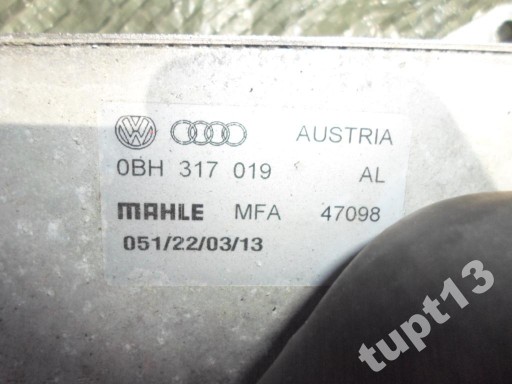 AUSTRIA
0BH 317 019 AL
MAHLE MFA 47098
051/22/03/13
tupt13